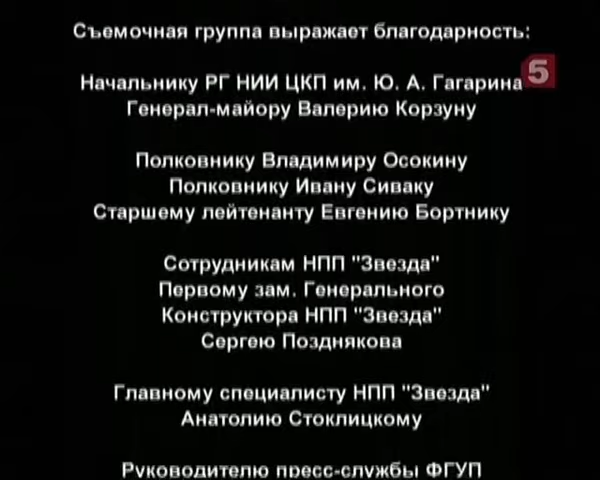 Съемочная группа выражает благодарность:
Начальнику РГ НИИ ЦКП им. Ю. А. Гагарина
5
Генерал-майору Валерию Корзуну
Полковнику Владимиру Осокину
Полковнику Ивану Сиваку
Старшему лейтенанту Евгению Бортнику
Сотрудникам НПП "Звезда"
Первому зам. Генерального
Конструктора НПП "Звезда"
Сергею Позднякова
Главному специалисту НПП "Звезда"
Анатолию Стоклицкому
Руководителю пресс-службы ФГУП